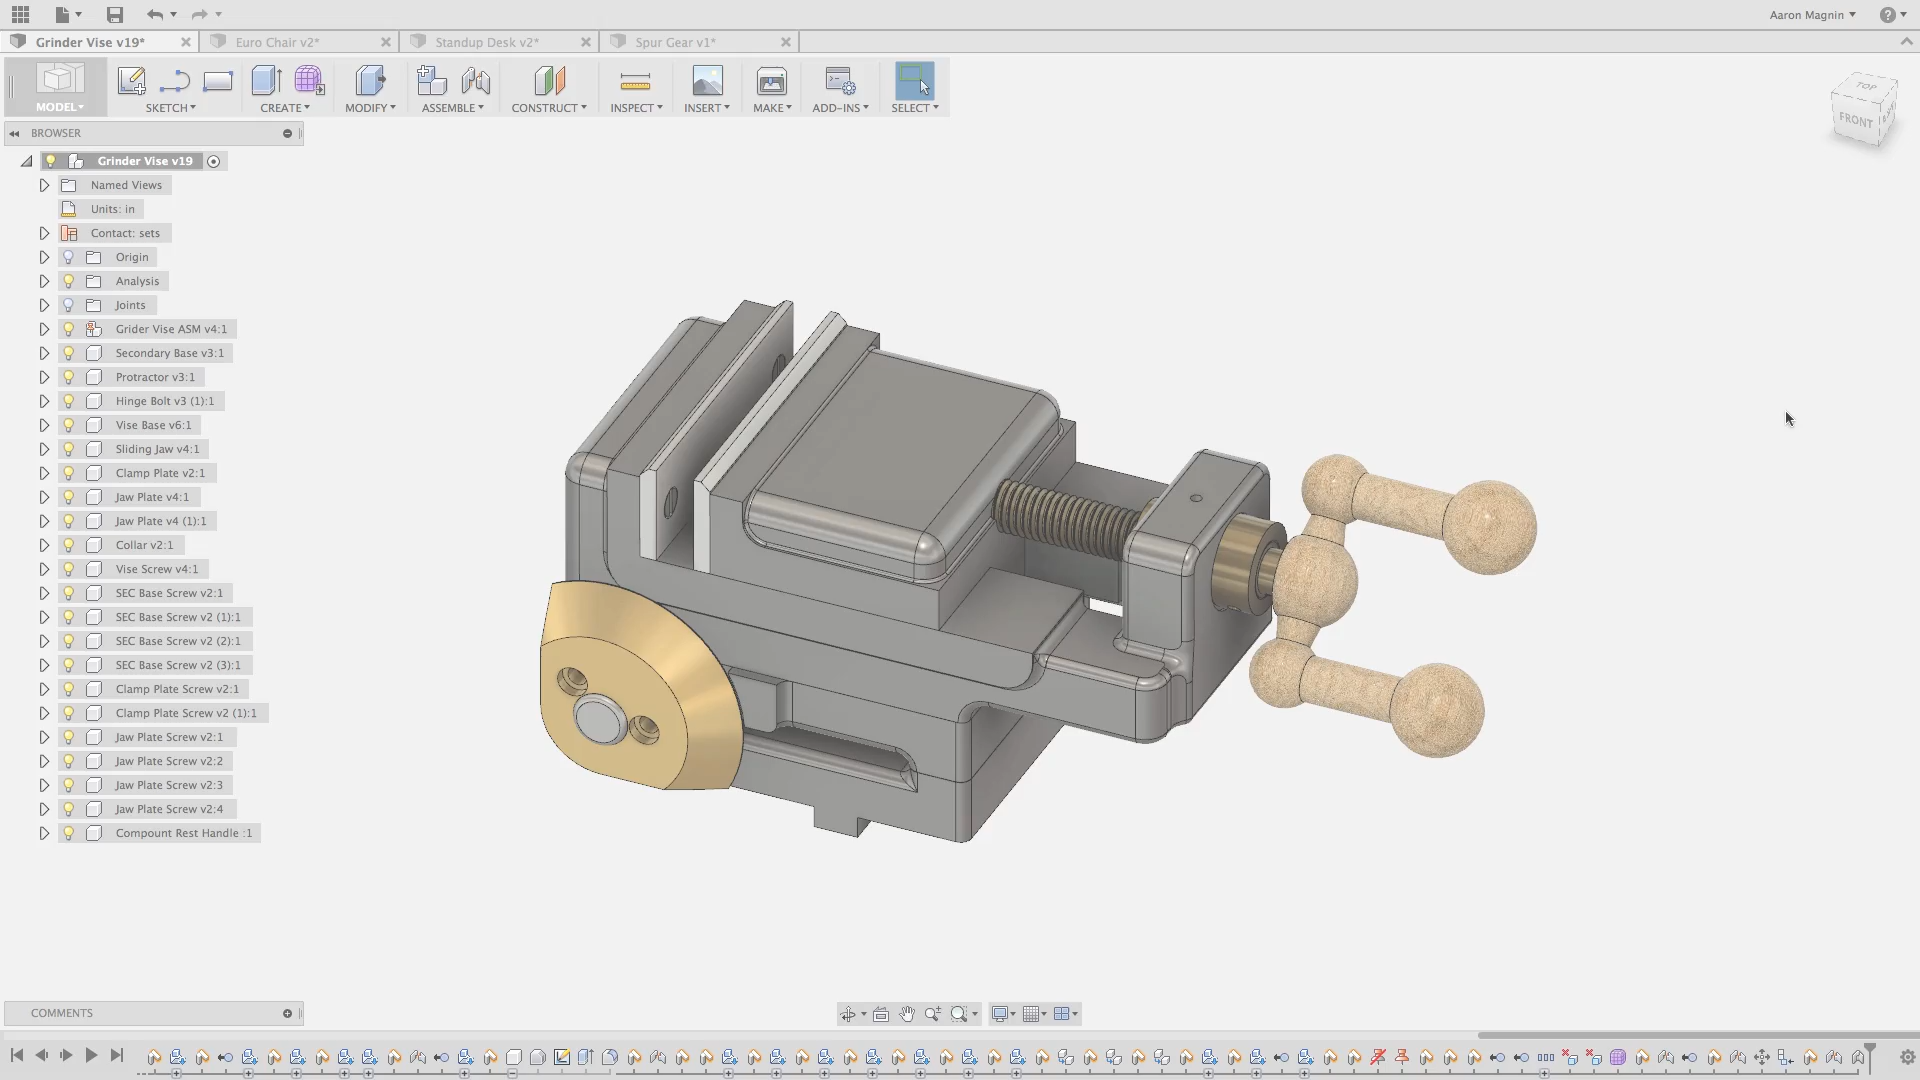 Aaron Magnin
Grinder Vise v19*
Euro Chair v2*
Standup Desk v2*
Spur Gear v1*
MODEL
SKETCH
CREATE
MODIFY
ASSEMBLE
CONSTRUCT
INSPECT
INSERT
MAKE
ADD-INS
SELECT
TOP
FRONT
BROWSER
Grinder Vise v19
Named Views
Units: in
Contact: sets
Origin
Analysis
Joints
Grider Vise ASM v4:1
Secondary Base v3:1
Protractor v3:1
Hinge Bolt v3 (1):1
Vise Base v6:1
Sliding Jaw v4:1
Clamp Plate v2:1
Jaw Plate v4:1
Jaw Plate v4 (1):1
Collar v2:1
Vise Screw v4:1
SEC Base Screw v2:1
SEC Base Screw v2 (1):1
SEC Base Screw v2 (2):1
SEC Base Screw v2 (3):1
Clamp Plate Screw v2:1
Clamp Plate Screw v2 (1):1
Jaw Plate Screw v2:1
Jaw Plate Screw v2:2
Jaw Plate Screw v2:3
Jaw Plate Screw v2:4
Compount Rest Handle :1
COMMENTS